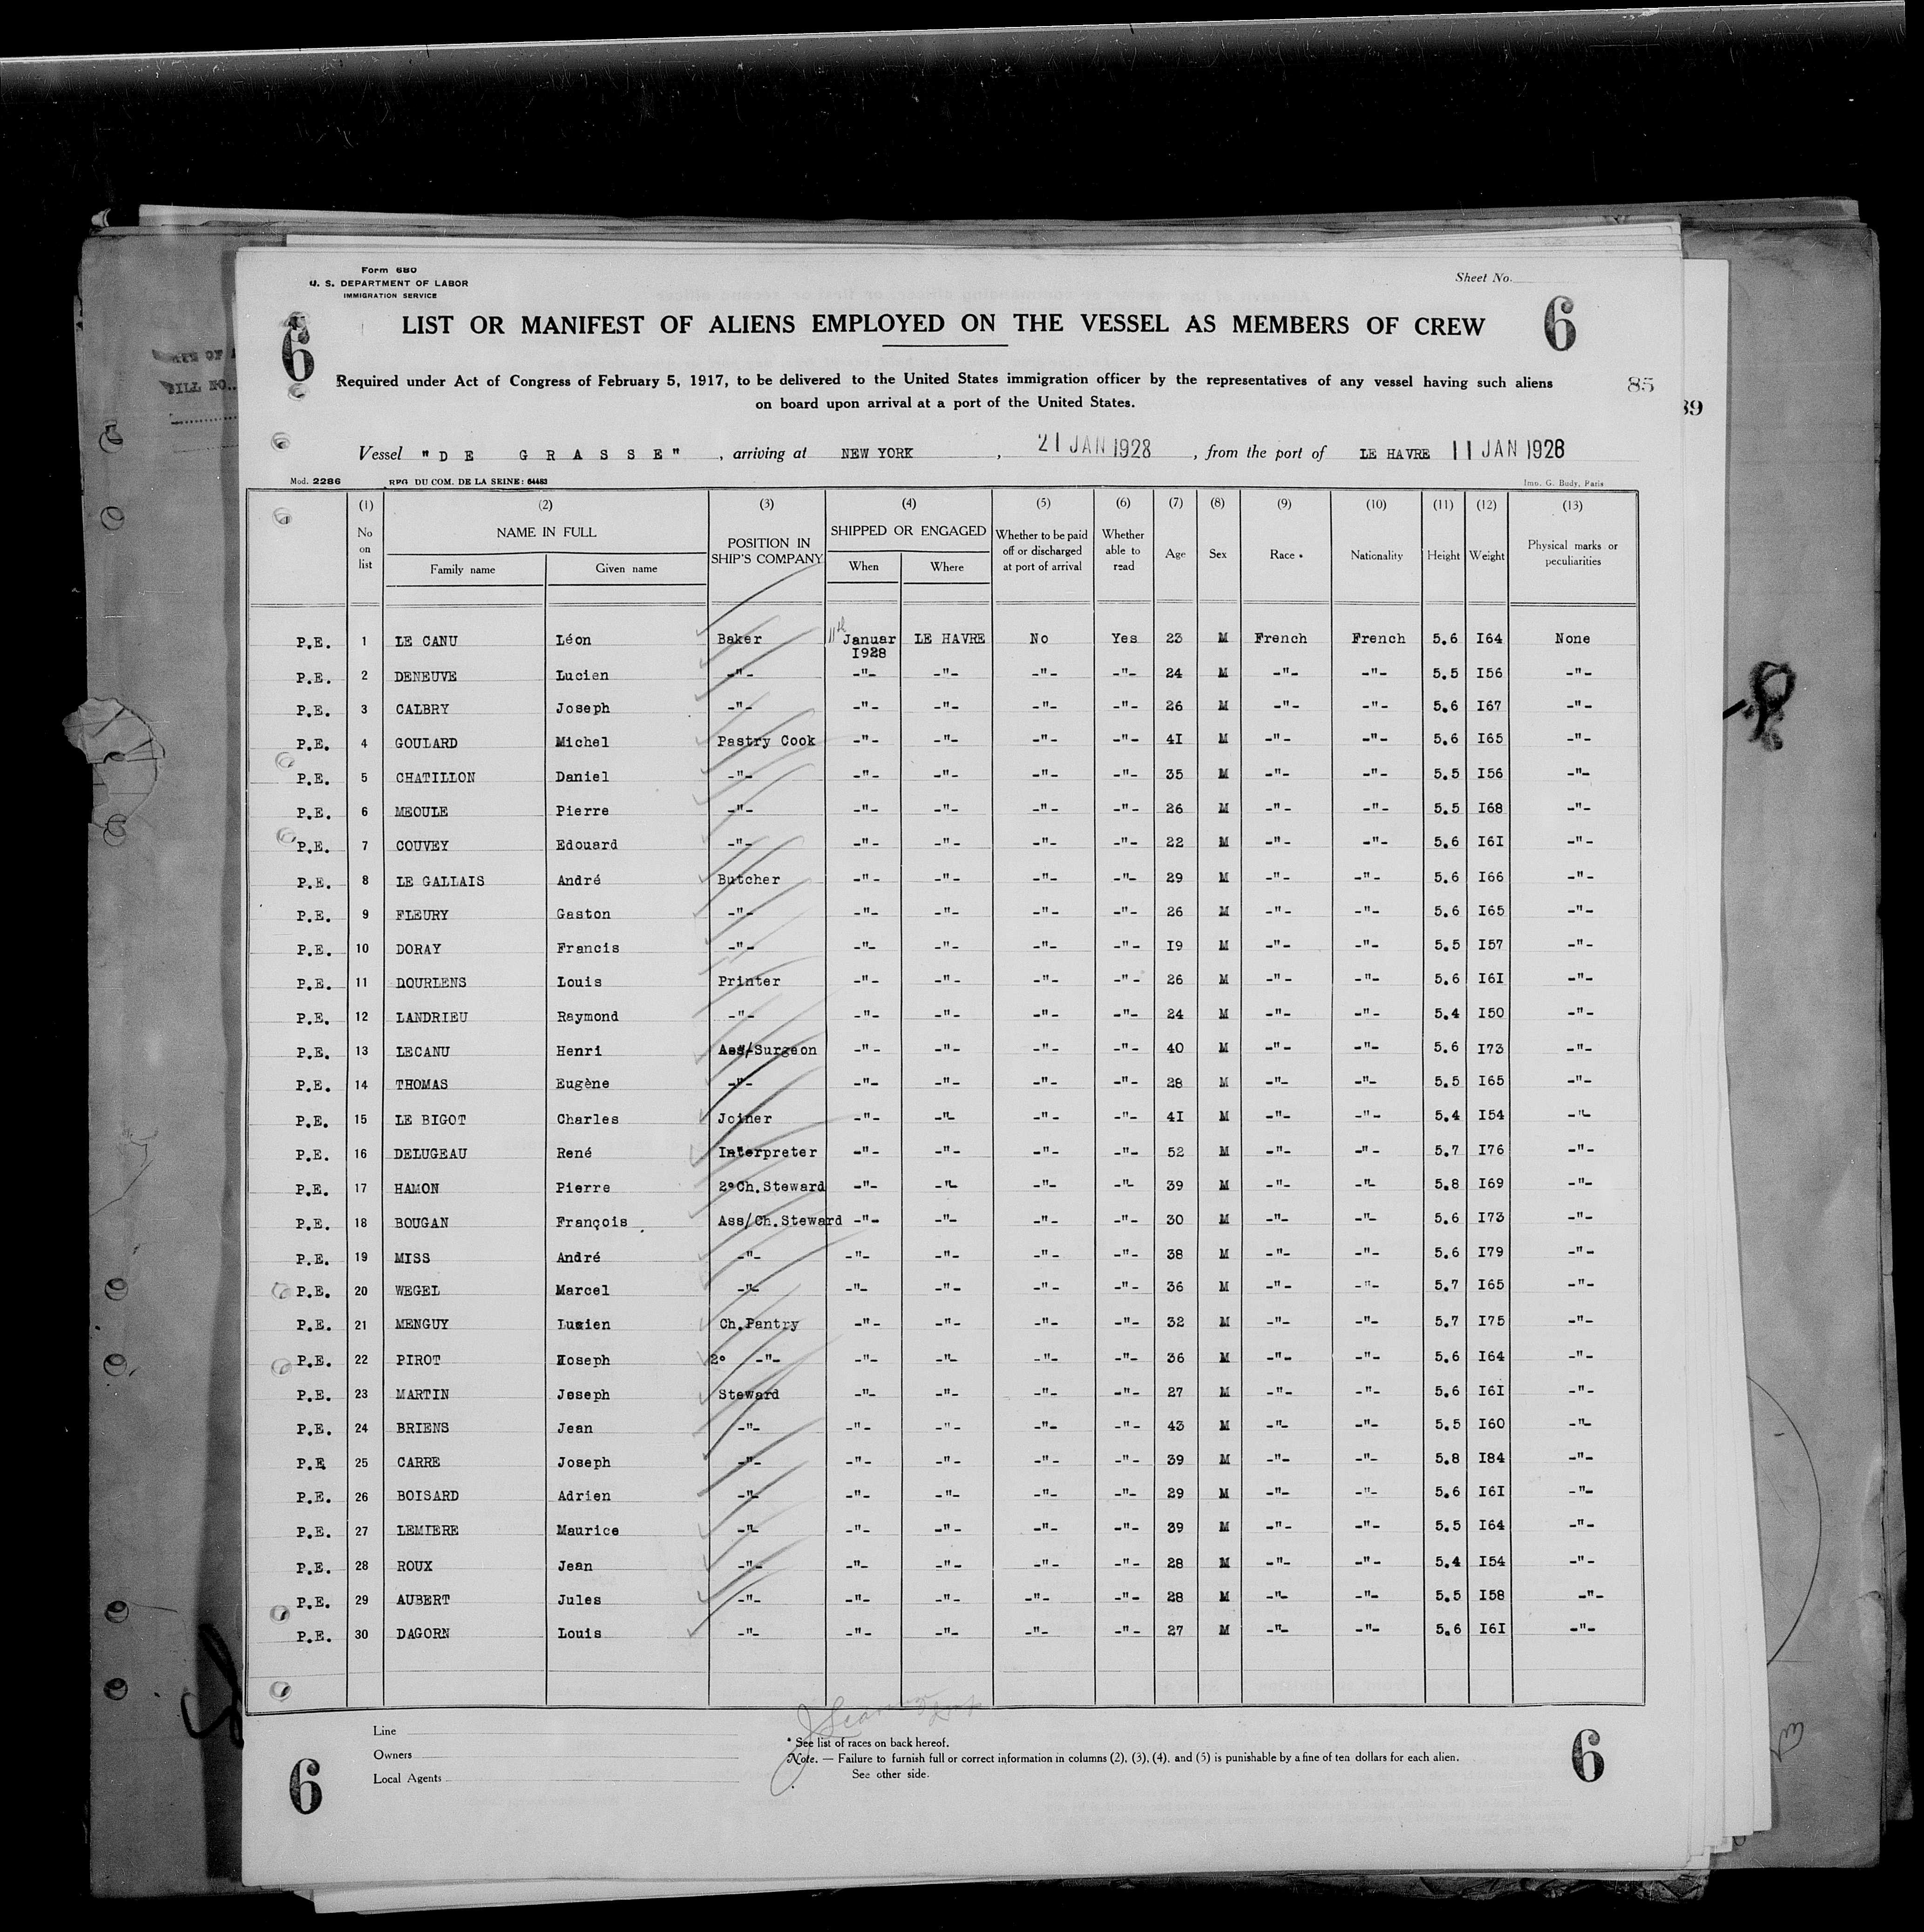 Form 680
U. S. DEPARTMENT OF LABOR
IMMIGRATION SERVICE
Sheet No.
6 6
LIST OR MANIFEST OF ALIENS EMPLOYED ON THE VESSEL AS MEMBERS OF CREW
Required under Act of Congress of February 5, 1917, to be delivered to the United States immigration officer by the representatives of any vessel having such aliens
on board upon arrival at a port of the United States.
85
89
BILL NO.
Vessel "DE GRASSE", arriving at NEW YORK, 21 JAN 1928, from the port of LE HAVRE 11 JAN 1928
Mod. 2286 REG DU COM. DE LA SEINE: 64483 Imp. G. Budy, Paris
(1) (2) (3) (4) (5) (6) (7) (8) (9) (10) (11) (12) (13)
No on list NAME IN FULL Family name Given name POSITION IN SHIP'S COMPANY SHIPPED OR ENGAGED When Where Whether to be paid off or discharged at port of arrival Whether able to read Age Sex Race * Nationality Height Weight Physical marks or peculiarities
P.E. 1 LE CANU Léon Baker 11th Januar 1928 LE HAVRE No Yes 23 M French French 5.6 I64 None
P.E. 2 DENEUVE Lucien -"- -"- -"- -"- -"- 24 M -"- -"- 5.5 I56 -"-
P.E. 3 CALBRY Joseph -"- -"- -"- -"- -"- 26 M -"- -"- 5.6 I67 -"-
P.E. 4 GOULARD Michel Pastry Cook -"- -"- -"- -"- 4I M -"- -"- 5.6 I65 -"-
P.E. 5 CHATILLON Daniel -"- -"- -"- -"- -"- 35 M -"- -"- 5.5 I56 -"-
P.E. 6 MEOULE Pierre -"- -"- -"- -"- -"- 26 M -"- -"- 5.5 I68 -"-
P.E. 7 COUVEY Edouard -"- -"- -"- -"- -"- 22 M -"- -"- 5.6 I6I -"-
P.E. 8 LE GALLAIS André Butcher -"- -"- -"- -"- 29 M -"- -"- 5.6 I66 -"-
P.E. 9 FLEURY Gaston -"- -"- -"- -"- -"- 26 M -"- -"- 5.6 I65 -"-
P.E. 10 DORAY Francis -"- -"- -"- -"- -"- I9 M -"- -"- 5.5 I57 -"-
P.E. 11 DOURLENS Louis Printer -"- -"- -"- -"- 26 M -"- -"- 5.6 I6I -"-
P.E. 12 LANDRIEU Raymond -"- -"- -"- -"- -"- 24 M -"- -"- 5.4 I50 -"-
P.E. 13 LECANU Henri Ass/Surgeon -"- -"- -"- -"- 40 M -"- -"- 5.6 I73 -"-
P.E. 14 THOMAS Eugène -"- -"- -"- -"- -"- 28 M -"- -"- 5.5 I65 -"-
P.E. 15 LE BIGOT Charles Joiner -"- -"- -"- -"- 4I M -"- -"- 5.4 I54 -"-
P.E. 16 DELUGEAU René Interpreter -"- -"- -"- -"- 52 M -"- -"- 5.7 I76 -"-
P.E. 17 HAMON Pierre 2°Ch.Steward -"- -"- -"- -"- 39 M -"- -"- 5.8 I69 -"-
P.E. 18 BOUGAN François Ass/Ch.Steward -"- -"- -"- -"- 30 M -"- -"- 5.6 I73 -"-
P.E. 19 MISS André -"- -"- -"- -"- -"- 38 M -"- -"- 5.6 I79 -"-
P.E. 20 WEGEL Marcel -"- -"- -"- -"- -"- 36 M -"- -"- 5.7 I65 -"-
P.E. 21 MENGUY Lucien Ch.Pantry -"- -"- -"- -"- 32 M -"- -"- 5.7 I75 -"-
P.E. 22 PIROT Hoseph 2° -"- -"- -"- -"- -"- 36 M -"- -"- 5.6 I64 -"-
P.E. 23 MARTIN Joseph Steward -"- -"- -"- -"- 27 M -"- -"- 5.6 I6I -"-
P.E. 24 BRIENS Jean -"- -"- -"- -"- -"- 43 M -"- -"- 5.5 I60 -"-
P.E 25 CARRE Joseph -"- -"- -"- -"- -"- 39 M -"- -"- 5.8 I84 -"-
P.E. 26 BOISARD Adrien -"- -"- -"- -"- -"- 29 M -"- -"- 5.6 I6I -"-
P.E. 27 LEMIERE Maurice -"- -"- -"- -"- -"- 39 M -"- -"- 5.5 I64 -"-
P.E. 28 ROUX Jean -"- -"- -"- -"- -"- 28 M -"- -"- 5.4 I54 -"-
P.E. 29 AUBERT Jules -"- -"- -"- -"- -"- 28 M -"- -"- 5.5 I58 -"-
P.E. 30 DAGORN Louis -"- -"- -"- -"- -"- 27 M -"- -"- 5.6 I6I -"-
Line
Owners
Local Agents
* See list of races on back hereof.
Note. — Failure to furnish full or correct information in columns (2), (3), (4), and (5) is punishable by a fine of ten dollars for each alien.
See other side.
6 6